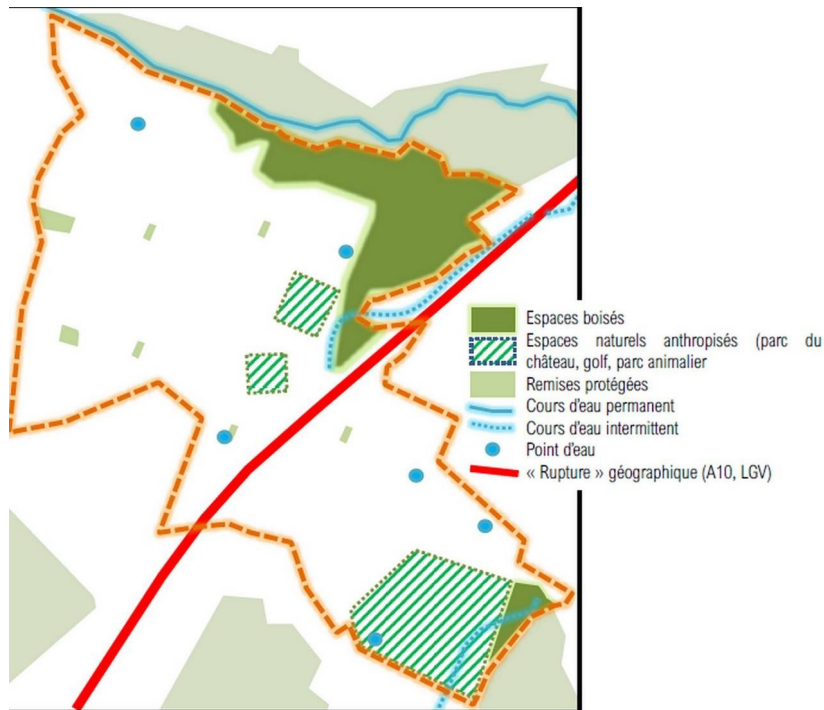 Espaces boisés
Espaces naturels anthropisés (parc du
château, golf, parc animalier
Remises protégées
Cours d'eau permanent
Cours d'eau intermittent
Point d'eau
« Rupture » géographique (A10, LGV)